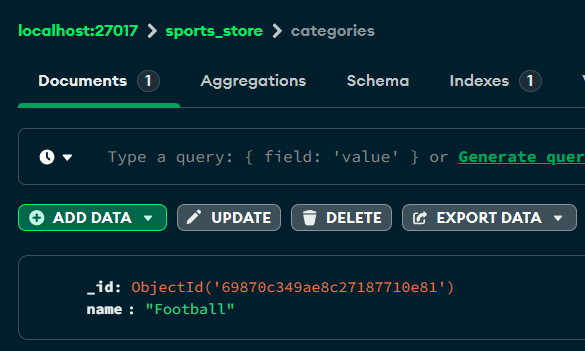 localhost:27017 > sports_store > categories
Documents 1 Aggregations Schema Indexes 1
Type a query: { field: 'value' } or Generate quer
ADD DATA UPDATE DELETE EXPORT DATA
_id: ObjectId('69870c349ae8c27187710e81')
name : "Football"